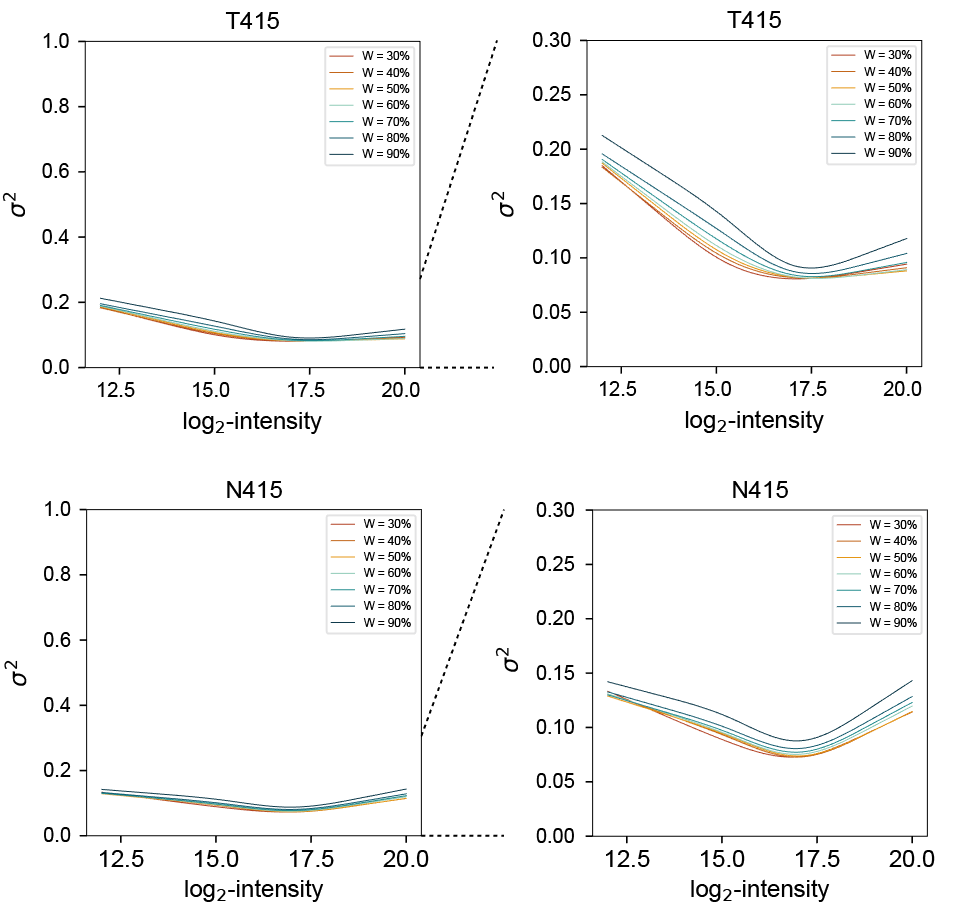 T415
1.0
0.8
0.6
0.4
0.2
0.0
σ²
W = 30%
W = 40%
W = 50%
W = 60%
W = 70%
W = 80%
W = 90%
12.5 15.0 17.5 20.0
log₂-intensity
T415
0.30
0.25
0.20
0.15
0.10
0.05
0.00
σ²
W = 30%
W = 40%
W = 50%
W = 60%
W = 70%
W = 80%
W = 90%
12.5 15.0 17.5 20.0
log₂-intensity
N415
1.0
0.8
0.6
0.4
0.2
0.0
σ²
W = 30%
W = 40%
W = 50%
W = 60%
W = 70%
W = 80%
W = 90%
12.5 15.0 17.5 20.0
log₂-intensity
N415
0.30
0.25
0.20
0.15
0.10
0.05
0.00
σ²
W = 30%
W = 40%
W = 50%
W = 60%
W = 70%
W = 80%
W = 90%
12.5 15.0 17.5 20.0
log₂-intensity